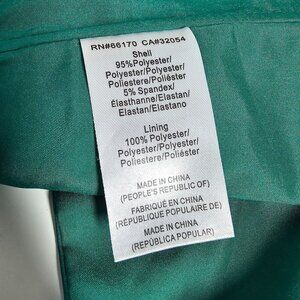 RN#66170 CA#32054
Shell
95%Polyester/
Polyester/Polyester/
Poliestere/Poliéster
5% Spandex/
Élasthanne/Elastan/
Elastan/Elastano
Lining
100% Polyester/
Polyester/Polyester/
Poliestere/Poliéster
MADE IN CHINA
(PEOPLE'S REPUBLIC OF)
FABRIQUÉ EN CHINA
(RÉPUBLIQUE POPULAIRE DE)
MADE IN CHINA
(REPÚBLICA POPULAR)